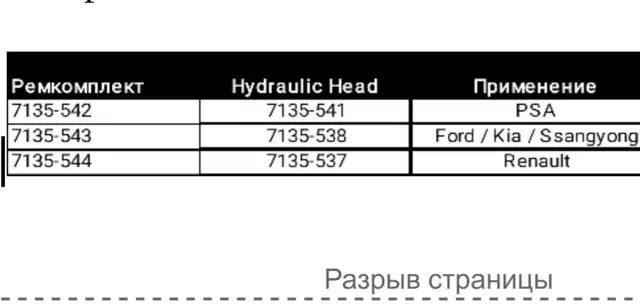 Ремкомплект Hydraulic Head Применение
7135-542 7135-541 PSA
7135-543 7135-538 Ford / Kia / Ssangyong
7135-544 7135-537 Renault
Разрыв страницы